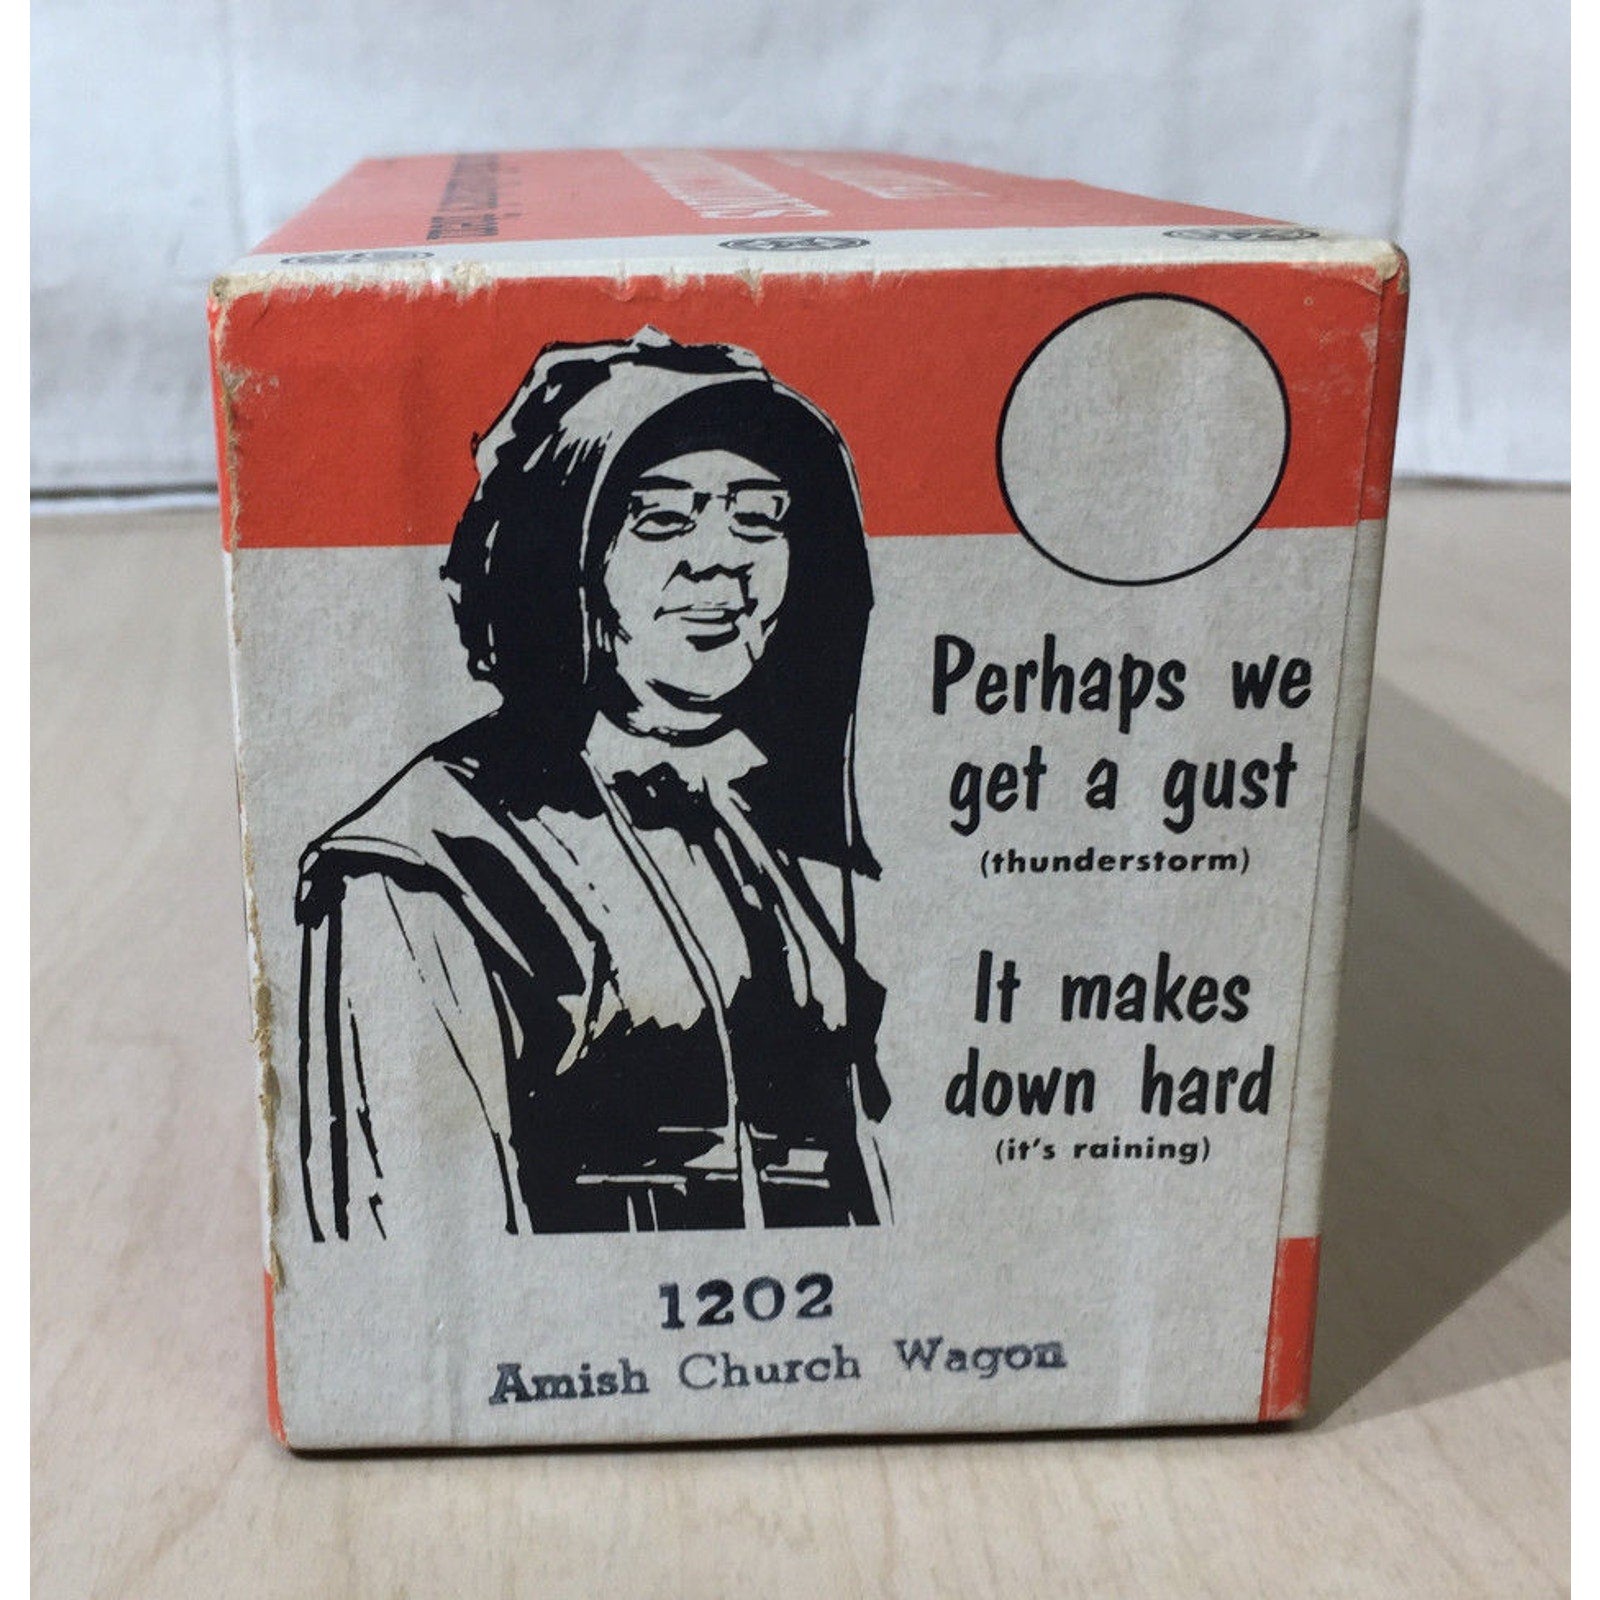 Perhaps we
get a gust
(thunderstorm)
It makes
down hard
(it's raining)
1202
Amish Church Wagon